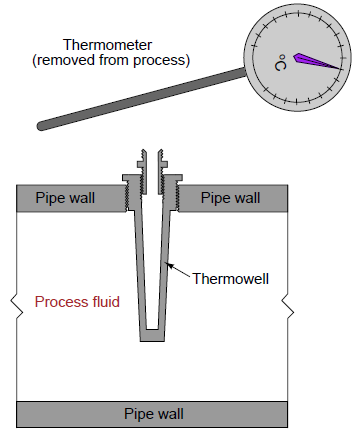 Thermometer
(removed from process)
°C
Pipe wall
Pipe wall
Thermowell
Process fluid
Pipe wall